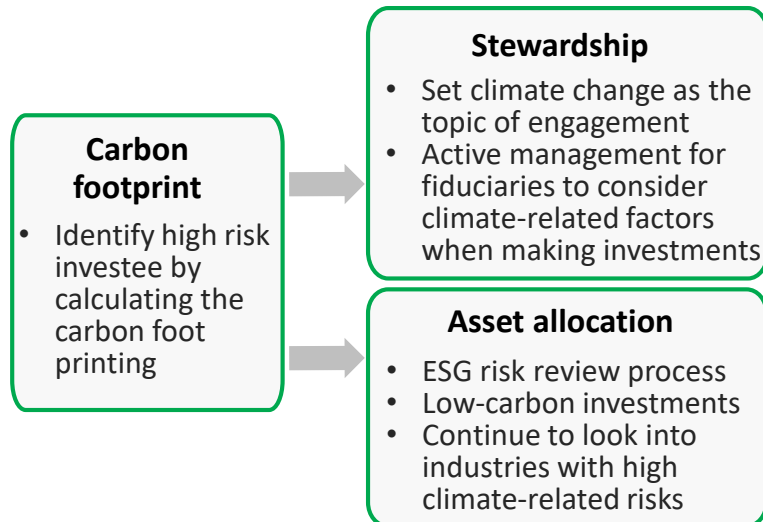 Carbon
footprint
• Identify high risk
investee by
calculating the
carbon foot
printing
Stewardship
• Set climate change as the
topic of engagement
• Active management for
fiduciaries to consider
climate-related factors
when making investments
Asset allocation
• ESG risk review process
• Low-carbon investments
• Continue to look into
industries with high
climate-related risks